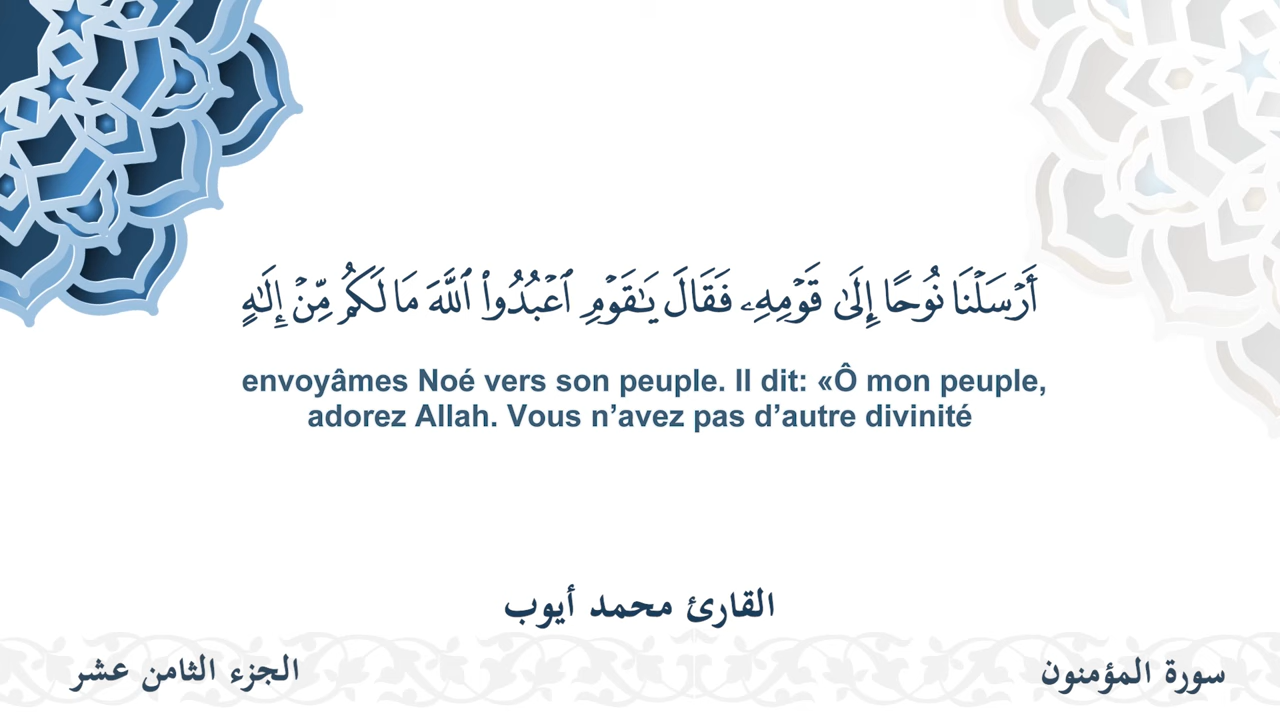 أَرۡسَلۡنَا نُوحًا إِلَىٰ قَوۡمِهِۦ فَقَالَ يَٰقَوۡمِ ٱعۡبُدُواْ ٱللَّهَ مَا لَكُم مِّنۡ إِلَٰهٍ
envoyâmes Noé vers son peuple. Il dit: «Ô mon peuple,
adorez Allah. Vous n’avez pas d’autre divinité
القارئ محمد أيوب
سورة المؤمنون
الجزء الثامن عشر